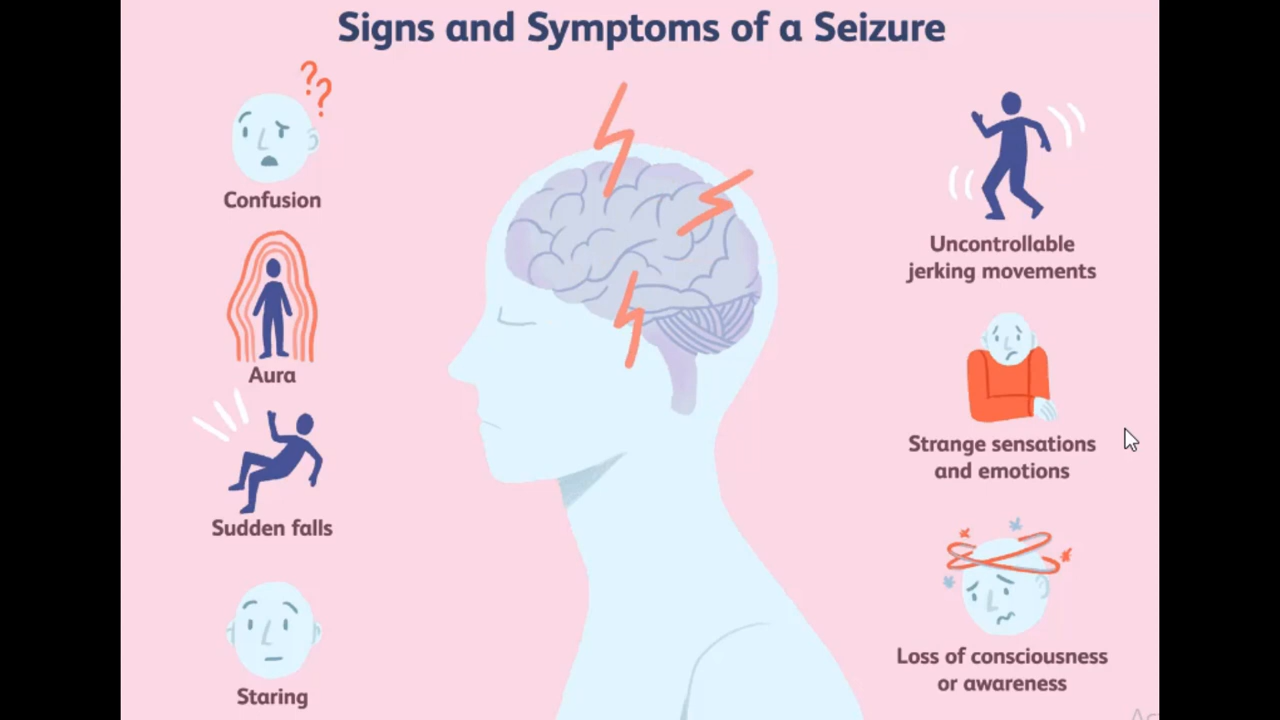 Signs and Symptoms of a Seizure
??
Confusion
Aura
Sudden falls
Staring
Uncontrollable
jerking movements
Strange sensations
and emotions
Loss of consciousness
or awareness